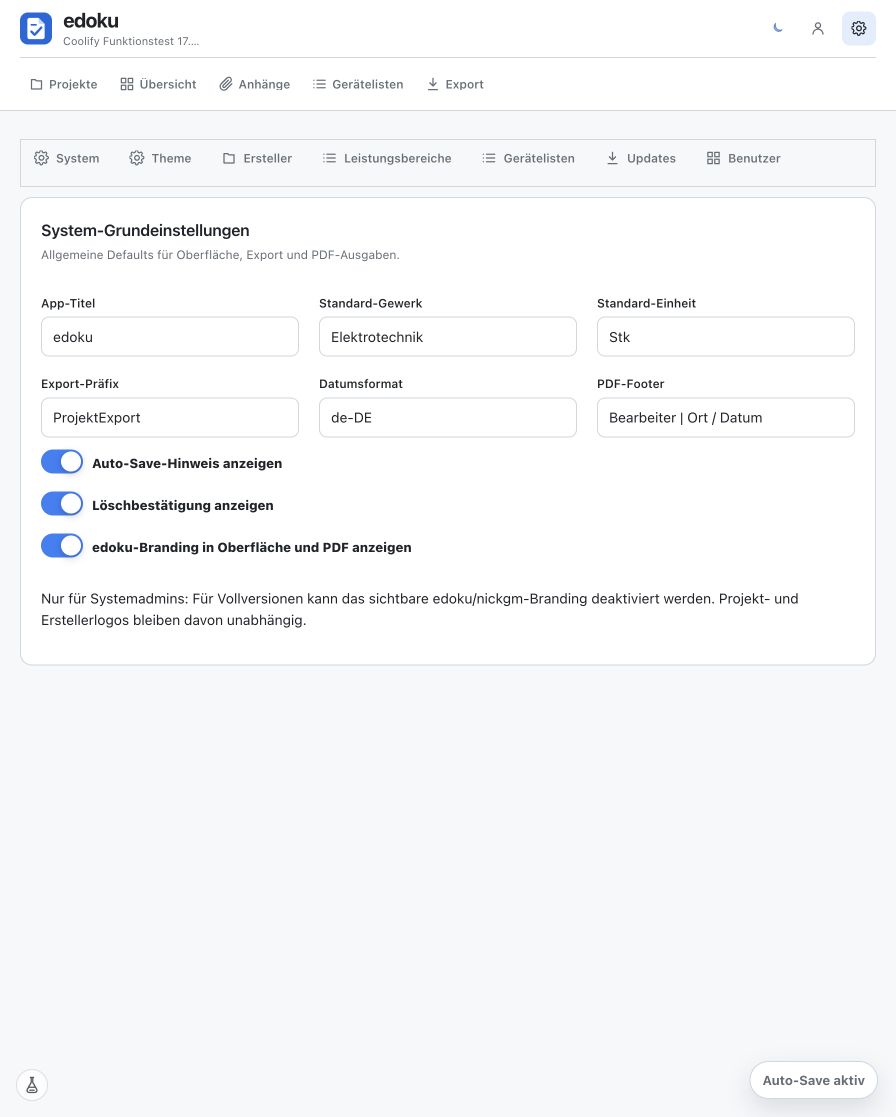 edoku
Coolify Funktionstest 17....
Projekte Übersicht Anhänge Gerätelisten Export
System Theme Ersteller Leistungsbereiche Gerätelisten Updates Benutzer
System-Grundeinstellungen
Allgemeine Defaults für Oberfläche, Export und PDF-Ausgaben.
App-Titel Standard-Gewerk Standard-Einheit
edoku Elektrotechnik Stk
Export-Präfix Datumsformat PDF-Footer
ProjektExport de-DE Bearbeiter | Ort / Datum
Auto-Save-Hinweis anzeigen
Löschbestätigung anzeigen
edoku-Branding in Oberfläche und PDF anzeigen
Nur für Systemadmins: Für Vollversionen kann das sichtbare edoku/nickgm-Branding deaktiviert werden. Projekt- und
Erstellerlogos bleiben davon unabhängig.
Auto-Save aktiv